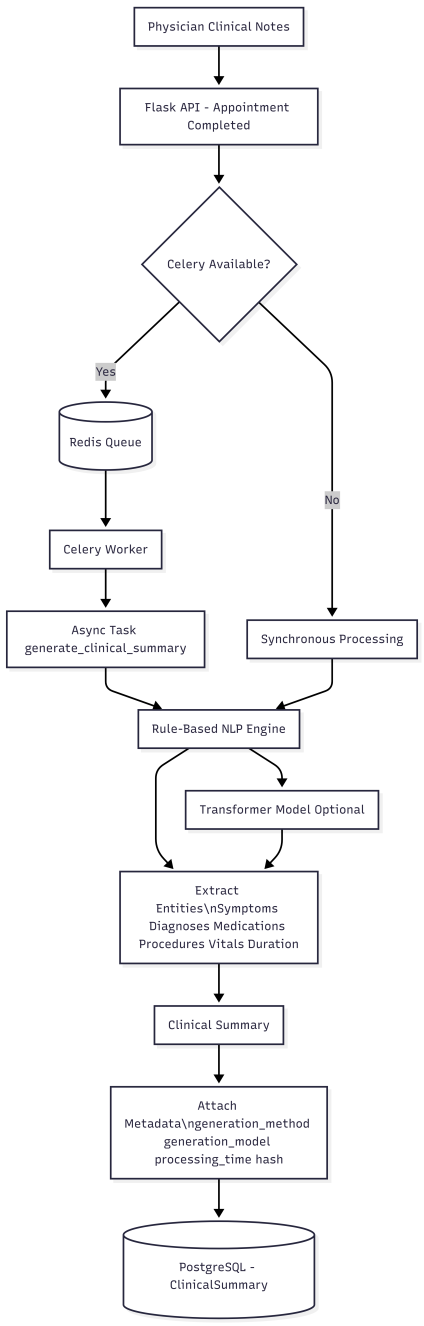 Physician Clinical Notes
Flask API - Appointment
Completed
Celery Available?
Yes
Redis Queue
No
Celery Worker
Async Task
generate_clinical_summary
Synchronous Processing
Rule-Based NLP Engine
Transformer Model Optional
Extract
Entities\nSymptoms
Diagnoses Medications
Procedures Vitals Duration
Clinical Summary
Attach
Metadata\ngeneration_method
generation_model
processing_time hash
PostgreSQL -
ClinicalSummary